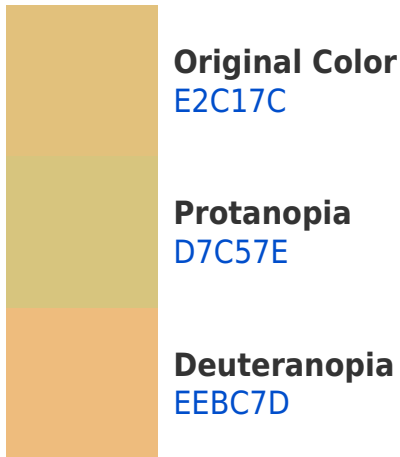 Original Color
E2C17C
Protanopia
D7C57E
Deuteranopia
EEBC7D